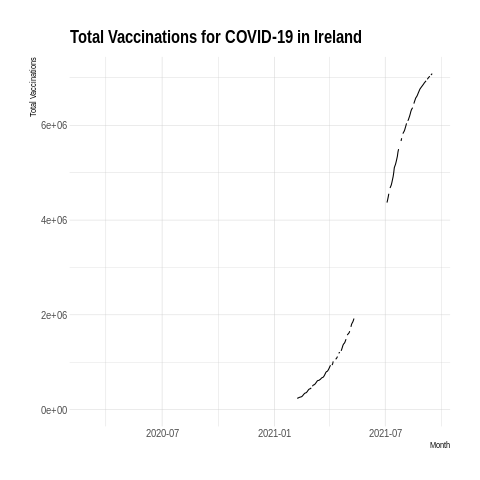 Total Vaccinations for COVID-19 in Ireland
Total Vaccinations
6e+06
4e+06
2e+06
0e+00
2020-07 2021-01 2021-07
Month